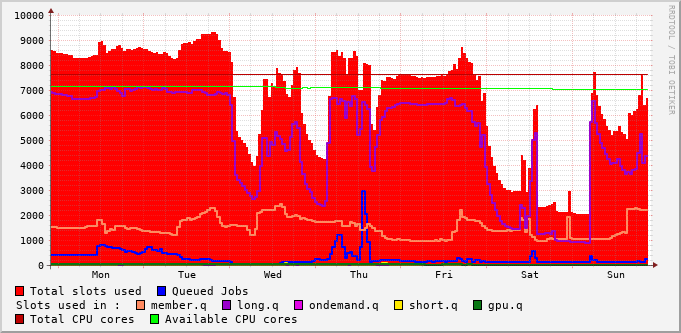 10000
9000
8000
7000
6000
5000
4000
3000
2000
1000
0
Mon Tue Wed Thu Fri Sat Sun
RRDTOOL / TOBI OETIKER
Total slots used Queued Jobs
Slots used in : member.q long.q ondemand.q short.q gpu.q
Total CPU cores Available CPU cores